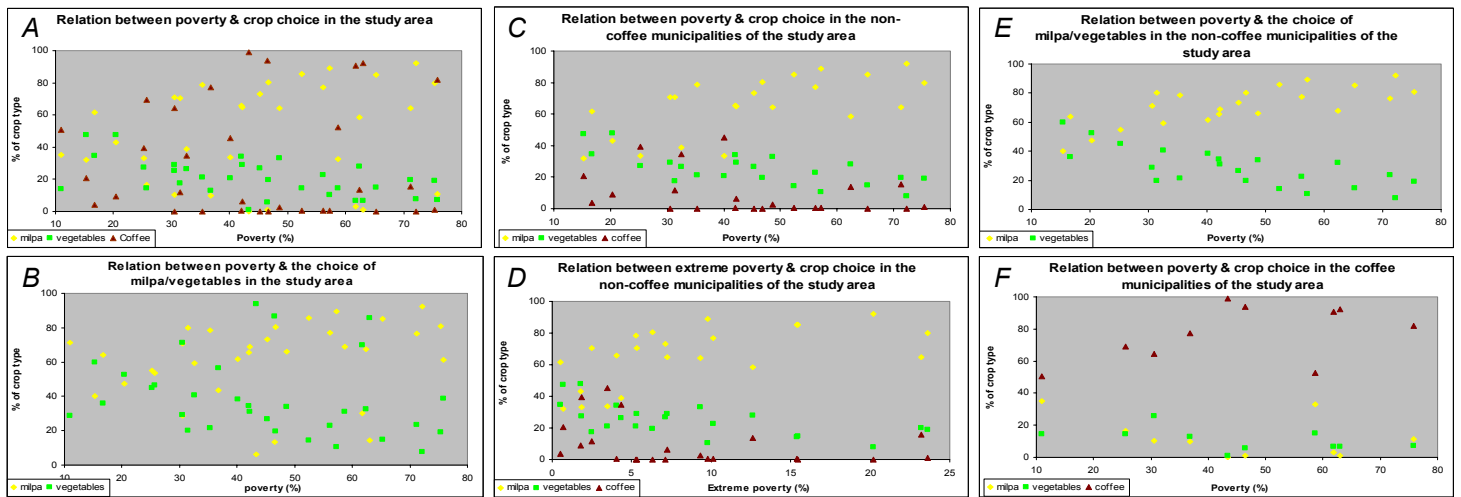 A
Relation between poverty & crop choice in the study area
% of crop type
100
80
60
40
20
0
10 20 30 40 50 60 70 80
Poverty (%)
milpa vegetables Coffee
B
Relation between poverty & the choice of
milpa/vegetables in the study area
% of crop type
100
80
60
40
20
0
10 20 30 40 50 60 70 80
poverty (%)
milpa vegetables
C
Relation between poverty & crop choice in the non-
coffee municipalities of the study area
% of crop type
100
80
60
40
20
0
10 20 30 40 50 60 70 80
Poverty (%)
milpa vegetables coffee
D
Relation between extreme poverty & crop choice in the
non-coffee municipalities of the study area
% of crop type
100
80
60
40
20
0
0 5 10 15 20 25
Extreme poverty (%)
milpa vegetables coffee
E
Relation between poverty & the choice of
milpa/vegetables in the non-coffee municipalities of the
study area
% of crop type
100
80
60
40
20
0
10 20 30 40 50 60 70 80
Poverty (%)
milpa vegetables
F
Relation between poverty & crop choice in the coffee
municipalities of the study area
% of crop type
100
80
60
40
20
0
10 20 30 40 50 60 70 80
Poverty (%)
milpa vegetables coffee